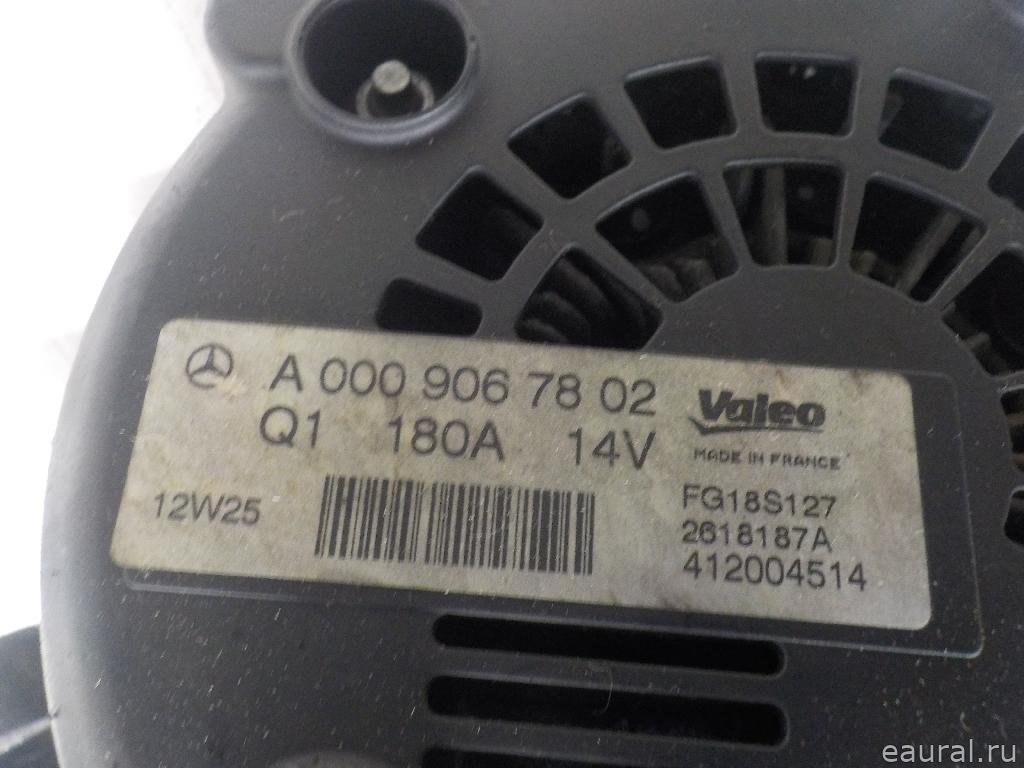 A 000 906 78 02
Q1 180A 14V
Valeo
MADE IN FRANCE
12W25
FG18S127
2618187A
412004514
eaural.ru